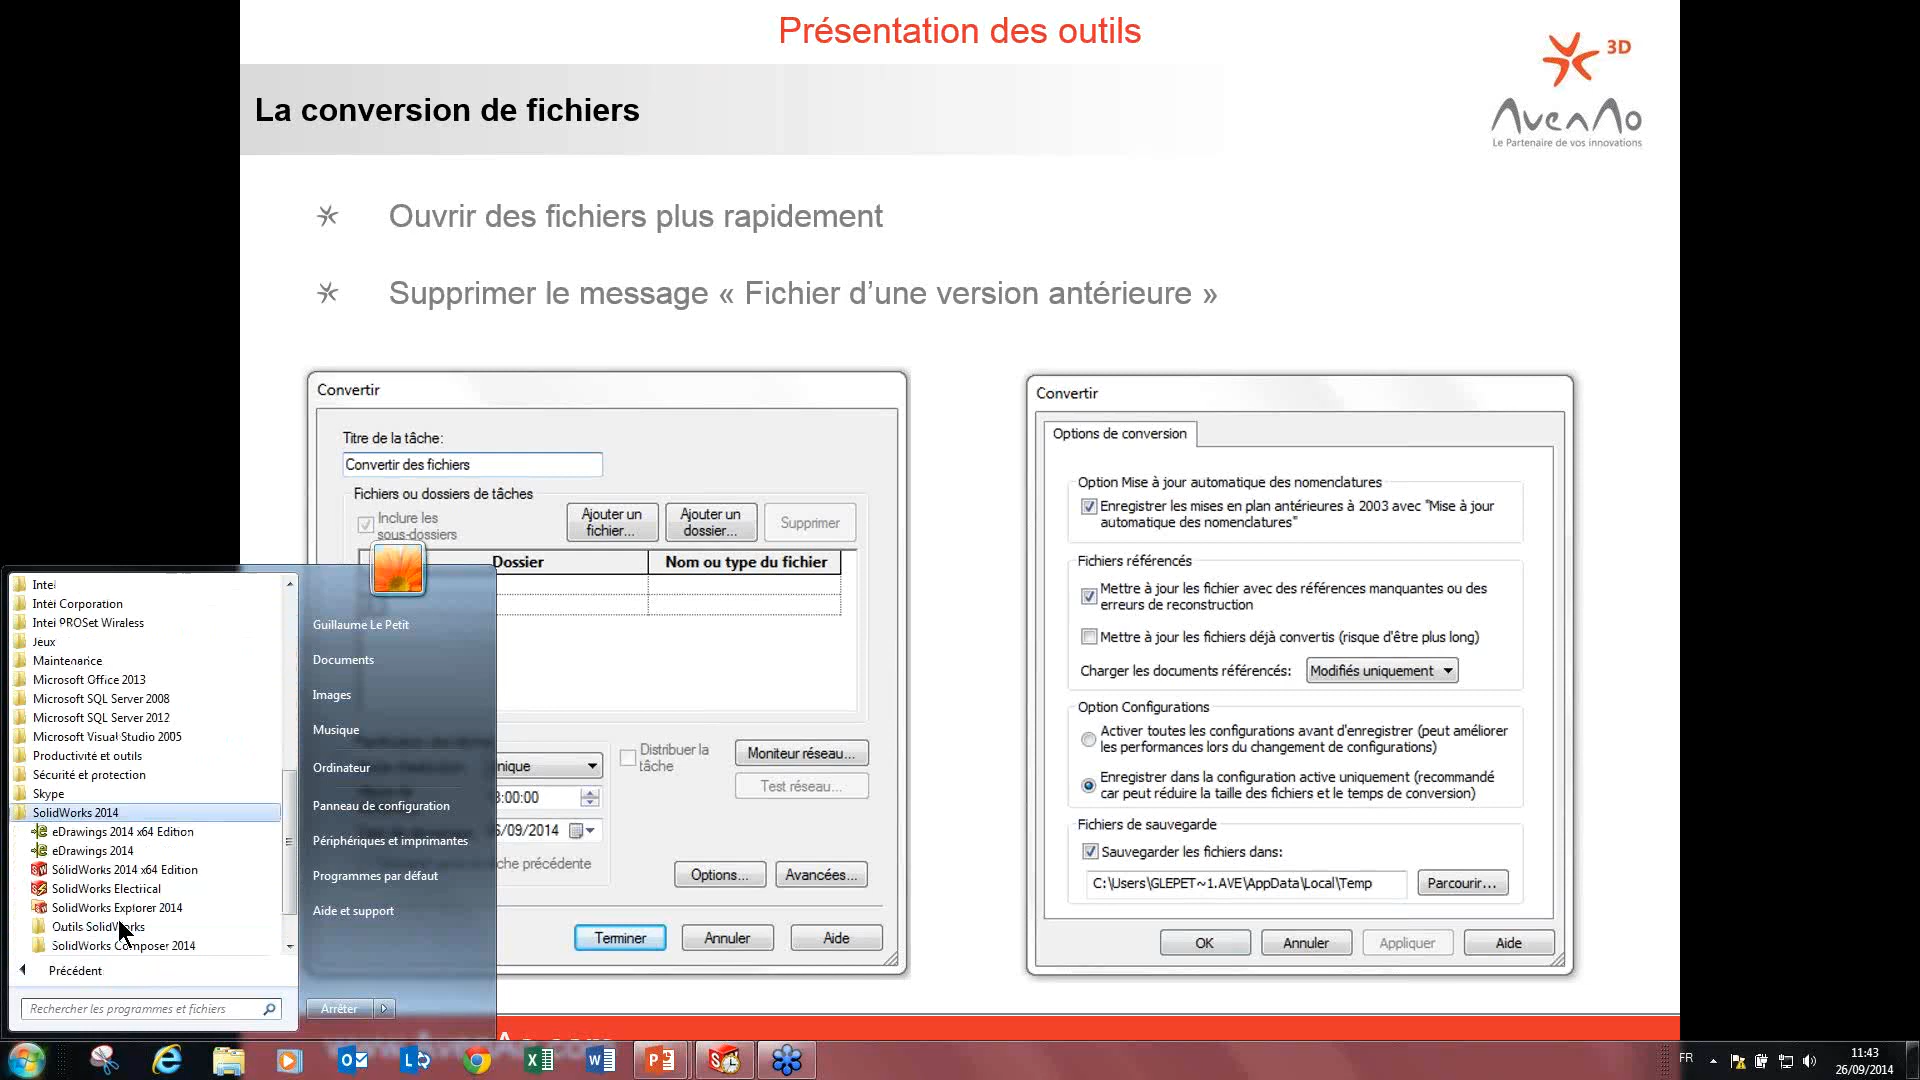 Présentation des outils
3D
AvenAo
Le Partenaire de vos innovations
La conversion de fichiers
Ouvrir des fichiers plus rapidement
Supprimer le message « Fichier d’une version antérieure »
Convertir
Titre de la tâche:
Convertir des fichiers
Fichiers ou dossiers de tâches
Inclure les
sous-dossiers
Ajouter un
fichier...
Ajouter un
dossier...
Supprimer
Dossier
Nom ou type du fichier
Distribuer la
tâche
Moniteur réseau...
Test réseau...
:00:00
/09/2014
che précédente
Options...
Avancées...
Terminer
Annuler
Aide
Convertir
Options de conversion
Option Mise à jour automatique des nomenclatures
Enregistrer les mises en plan antérieures à 2003 avec "Mise à jour
automatique des nomenclatures"
Fichiers référencés
Mettre à jour les fichier avec des références manquantes ou des
erreurs de reconstruction
Mettre à jour les fichiers déjà convertis (risque d'être plus long)
Charger les documents référencés:
Modifiés uniquement
Option Configurations
Activer toutes les configurations avant d'enregistrer (peut améliorer
les performances lors du changement de configurations)
Enregistrer dans la configuration active uniquement (recommandé
car peut réduire la taille des fichiers et le temps de conversion)
Fichiers de sauvegarde
Sauvegarder les fichiers dans:
C:\Users\GLEPET~1.AVE\AppData\Local\Temp
Parcourir...
OK
Annuler
Appliquer
Aide
Intel
Intel Corporation
Intel PROSet Wireless
Jeux
Maintenance
Microsoft Office 2013
Microsoft SQL Server 2008
Microsoft SQL Server 2012
Microsoft Visual Studio 2005
Productivité et outils
Sécurité et protection
Skype
SolidWorks 2014
eDrawings 2014 x64 Edition
eDrawings 2014
SolidWorks 2014 x64 Edition
SolidWorks Electrical
SolidWorks Explorer 2014
Outils SolidWorks
SolidWorks Composer 2014
Précédent
Rechercher les programmes et fichiers
Guillaume Le Petit
Documents
Images
Musique
Ordinateur
Panneau de configuration
Périphériques et imprimantes
Programmes par défaut
Aide et support
Arrêter
FR
11:43
26/09/2014